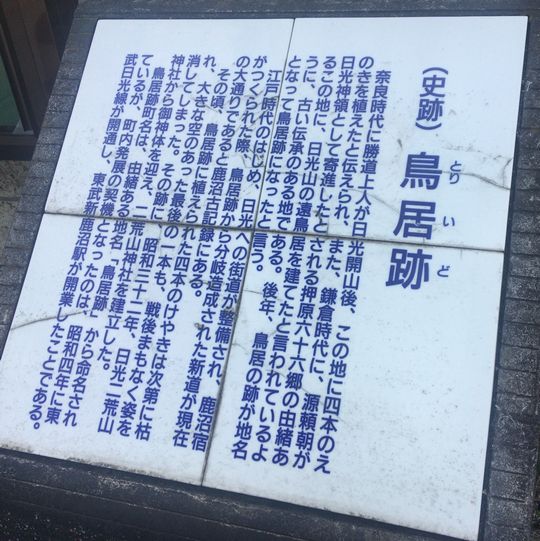 （史跡）鳥居跡
とりいど
奈良時代に勝道上人が日光開山後、この地に四本のえ
のきを植えたと伝えられ、また、鎌倉時代に、源頼朝が
日光神領として寄進したとされる押原六十六郷の由緒あ
るこの地に、日光山の遠鳥居を建てたと言われているよ
うに、古い伝承のある地である。後年、鳥居の跡が地名
となって鳥居跡になったと言う。
江戸時代のはじめ、日光への街道が整備され、鹿沼宿
がつくられた際、鳥居跡から分岐造成された新道が現在
の大通りであると鹿沼古記録にある。
その頃、鳥居跡に植えられた四本のけやきは次第に枯
れ、大きな空のあった最後の一本も、戦後まもなく姿を
消してしまった。その跡に、昭和三十二年、日光二荒山
神社から御神体を迎え、二荒山神社を建立した。
鳥居跡町名は、由緒ある地名「鳥居跡」から命名され
ているが、町内発展の契機となったのは、昭和四年に東
武日光線が開通し、東武新鹿沼駅が開業したことである。